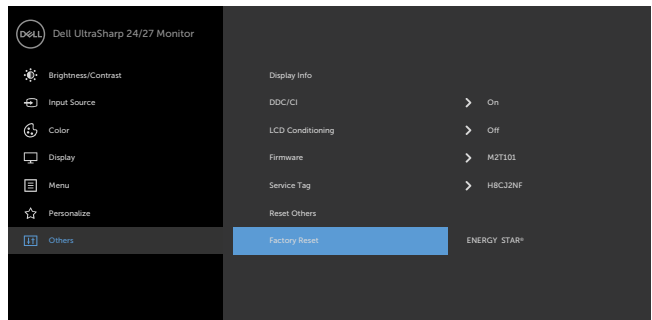 DELL Dell UltraSharp 24/27 Monitor
Brightness/Contrast Display Info
Input Source DDC/CI On
Color LCD Conditioning Off
Display Firmware M2T101
Menu Service Tag H8CJ2NF
Personalize Reset Others
Others Factory Reset ENERGY STAR®